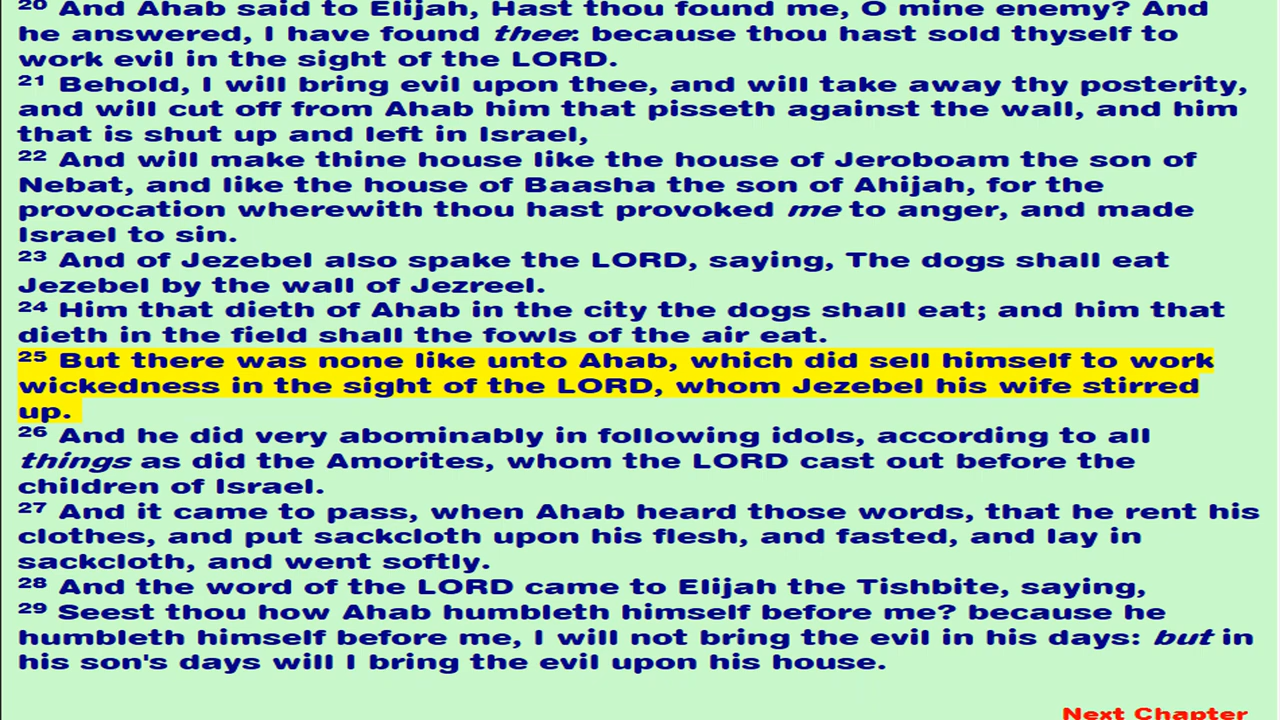 20 And Ahab said to Elijah, Hast thou found me, O mine enemy? And
he answered, I have found thee: because thou hast sold thyself to
work evil in the sight of the LORD.
21 Behold, I will bring evil upon thee, and will take away thy posterity,
and will cut off from Ahab him that pisseth against the wall, and him
that is shut up and left in Israel,
22 And will make thine house like the house of Jeroboam the son of
Nebat, and like the house of Baasha the son of Ahijah, for the
provocation wherewith thou hast provoked me to anger, and made
Israel to sin.
23 And of Jezebel also spake the LORD, saying, The dogs shall eat
Jezebel by the wall of Jezreel.
24 Him that dieth of Ahab in the city the dogs shall eat; and him that
dieth in the field shall the fowls of the air eat.
25 But there was none like unto Ahab, which did sell himself to work
wickedness in the sight of the LORD, whom Jezebel his wife stirred
up.
26 And he did very abominably in following idols, according to all
things as did the Amorites, whom the LORD cast out before the
children of Israel.
27 And it came to pass, when Ahab heard those words, that he rent his
clothes, and put sackcloth upon his flesh, and fasted, and lay in
sackcloth, and went softly.
28 And the word of the LORD came to Elijah the Tishbite, saying,
29 Seest thou how Ahab humbleth himself before me? because he
humbleth himself before me, I will not bring the evil in his days: but in
his son's days will I bring the evil upon his house.
Next Chapter